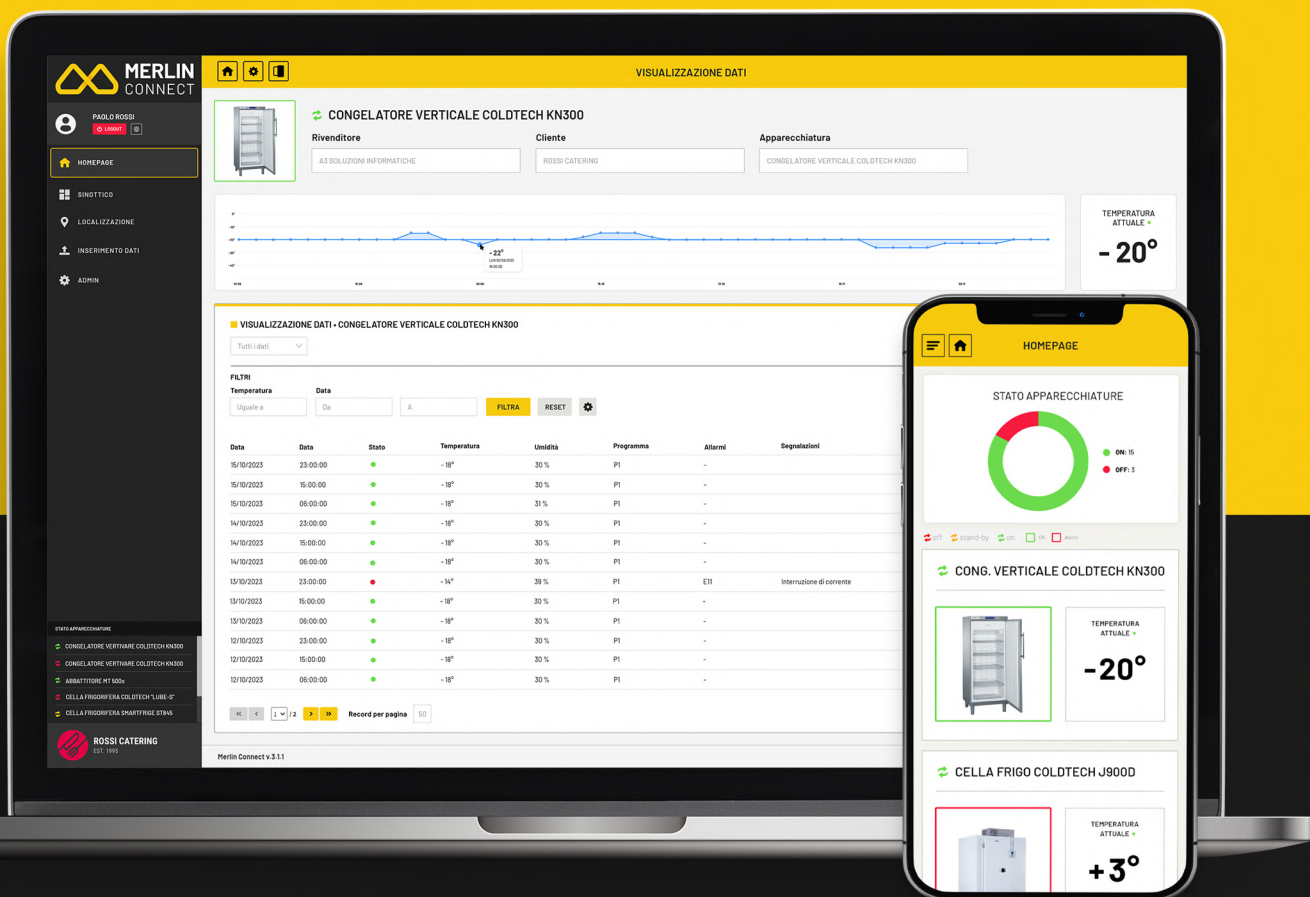 MERLIN
CONNECT
PAOLO ROSSI
LOGOUT
HOMEPAGE
SINOTTICO
LOCALIZZAZIONE
INSERIMENTO DATI
ADMIN
STATO APPARECCHIATURE
CONGELATORE VERTIVARE COLDTECH KN300
CONGELATORE VERTIVARE COLDTECH KN300
ABBATTITORE MT 500s
CELLA FRIGORIFERA COLDTECH "LUBE-S"
CELLA FRIGORIFERA SMARTFRIGE ST845
ROSSI CATERING
EST. 1995
VISUALIZZAZIONE DATI
CONGELATORE VERTICALE COLDTECH KN300
Rivenditore Cliente Apparecchiatura
A3 SOLUZIONI INFORMATICHE ROSSI CATERING CONGELATORE VERTICALE COLDTECH KN300
- 22°
TEMPERATURA
ATTUALE
- 20°
VISUALIZZAZIONE DATI • CONGELATORE VERTICALE COLDTECH KN300
Tutti i dati
FILTRI
Temperatura Data
Uguale a Da A FILTRA RESET
Data Data Stato Temperatura Umidità Programma Allarmi Segnalazioni
15/10/2023 23:00:00 - 18° 30 % P1 -
15/10/2023 15:00:00 - 18° 30 % P1 -
15/10/2023 06:00:00 - 18° 31 % P1 -
14/10/2023 23:00:00 - 18° 30 % P1 -
14/10/2023 15:00:00 - 18° 30 % P1 -
14/10/2023 06:00:00 - 18° 30 % P1 -
13/10/2023 23:00:00 - 14° 39 % P1 E11 Interruzione di corrente
13/10/2023 15:00:00 - 18° 30 % P1 -
13/10/2023 06:00:00 - 18° 30 % P1 -
12/10/2023 23:00:00 - 18° 30 % P1 -
12/10/2023 15:00:00 - 18° 30 % P1 -
12/10/2023 06:00:00 - 18° 30 % P1 -
« < 1 / 2 > » Record per pagina 50
Merlin Connect v.3.1.1
HOMEPAGE
STATO APPARECCHIATURE
ON: 15
OFF: 3
off stand-by on OK
CONG. VERTICALE COLDTECH KN300
TEMPERATURA
ATTUALE
-20°
CELLA FRIGO COLDTECH J900D
TEMPERATURA
ATTUALE
+3°